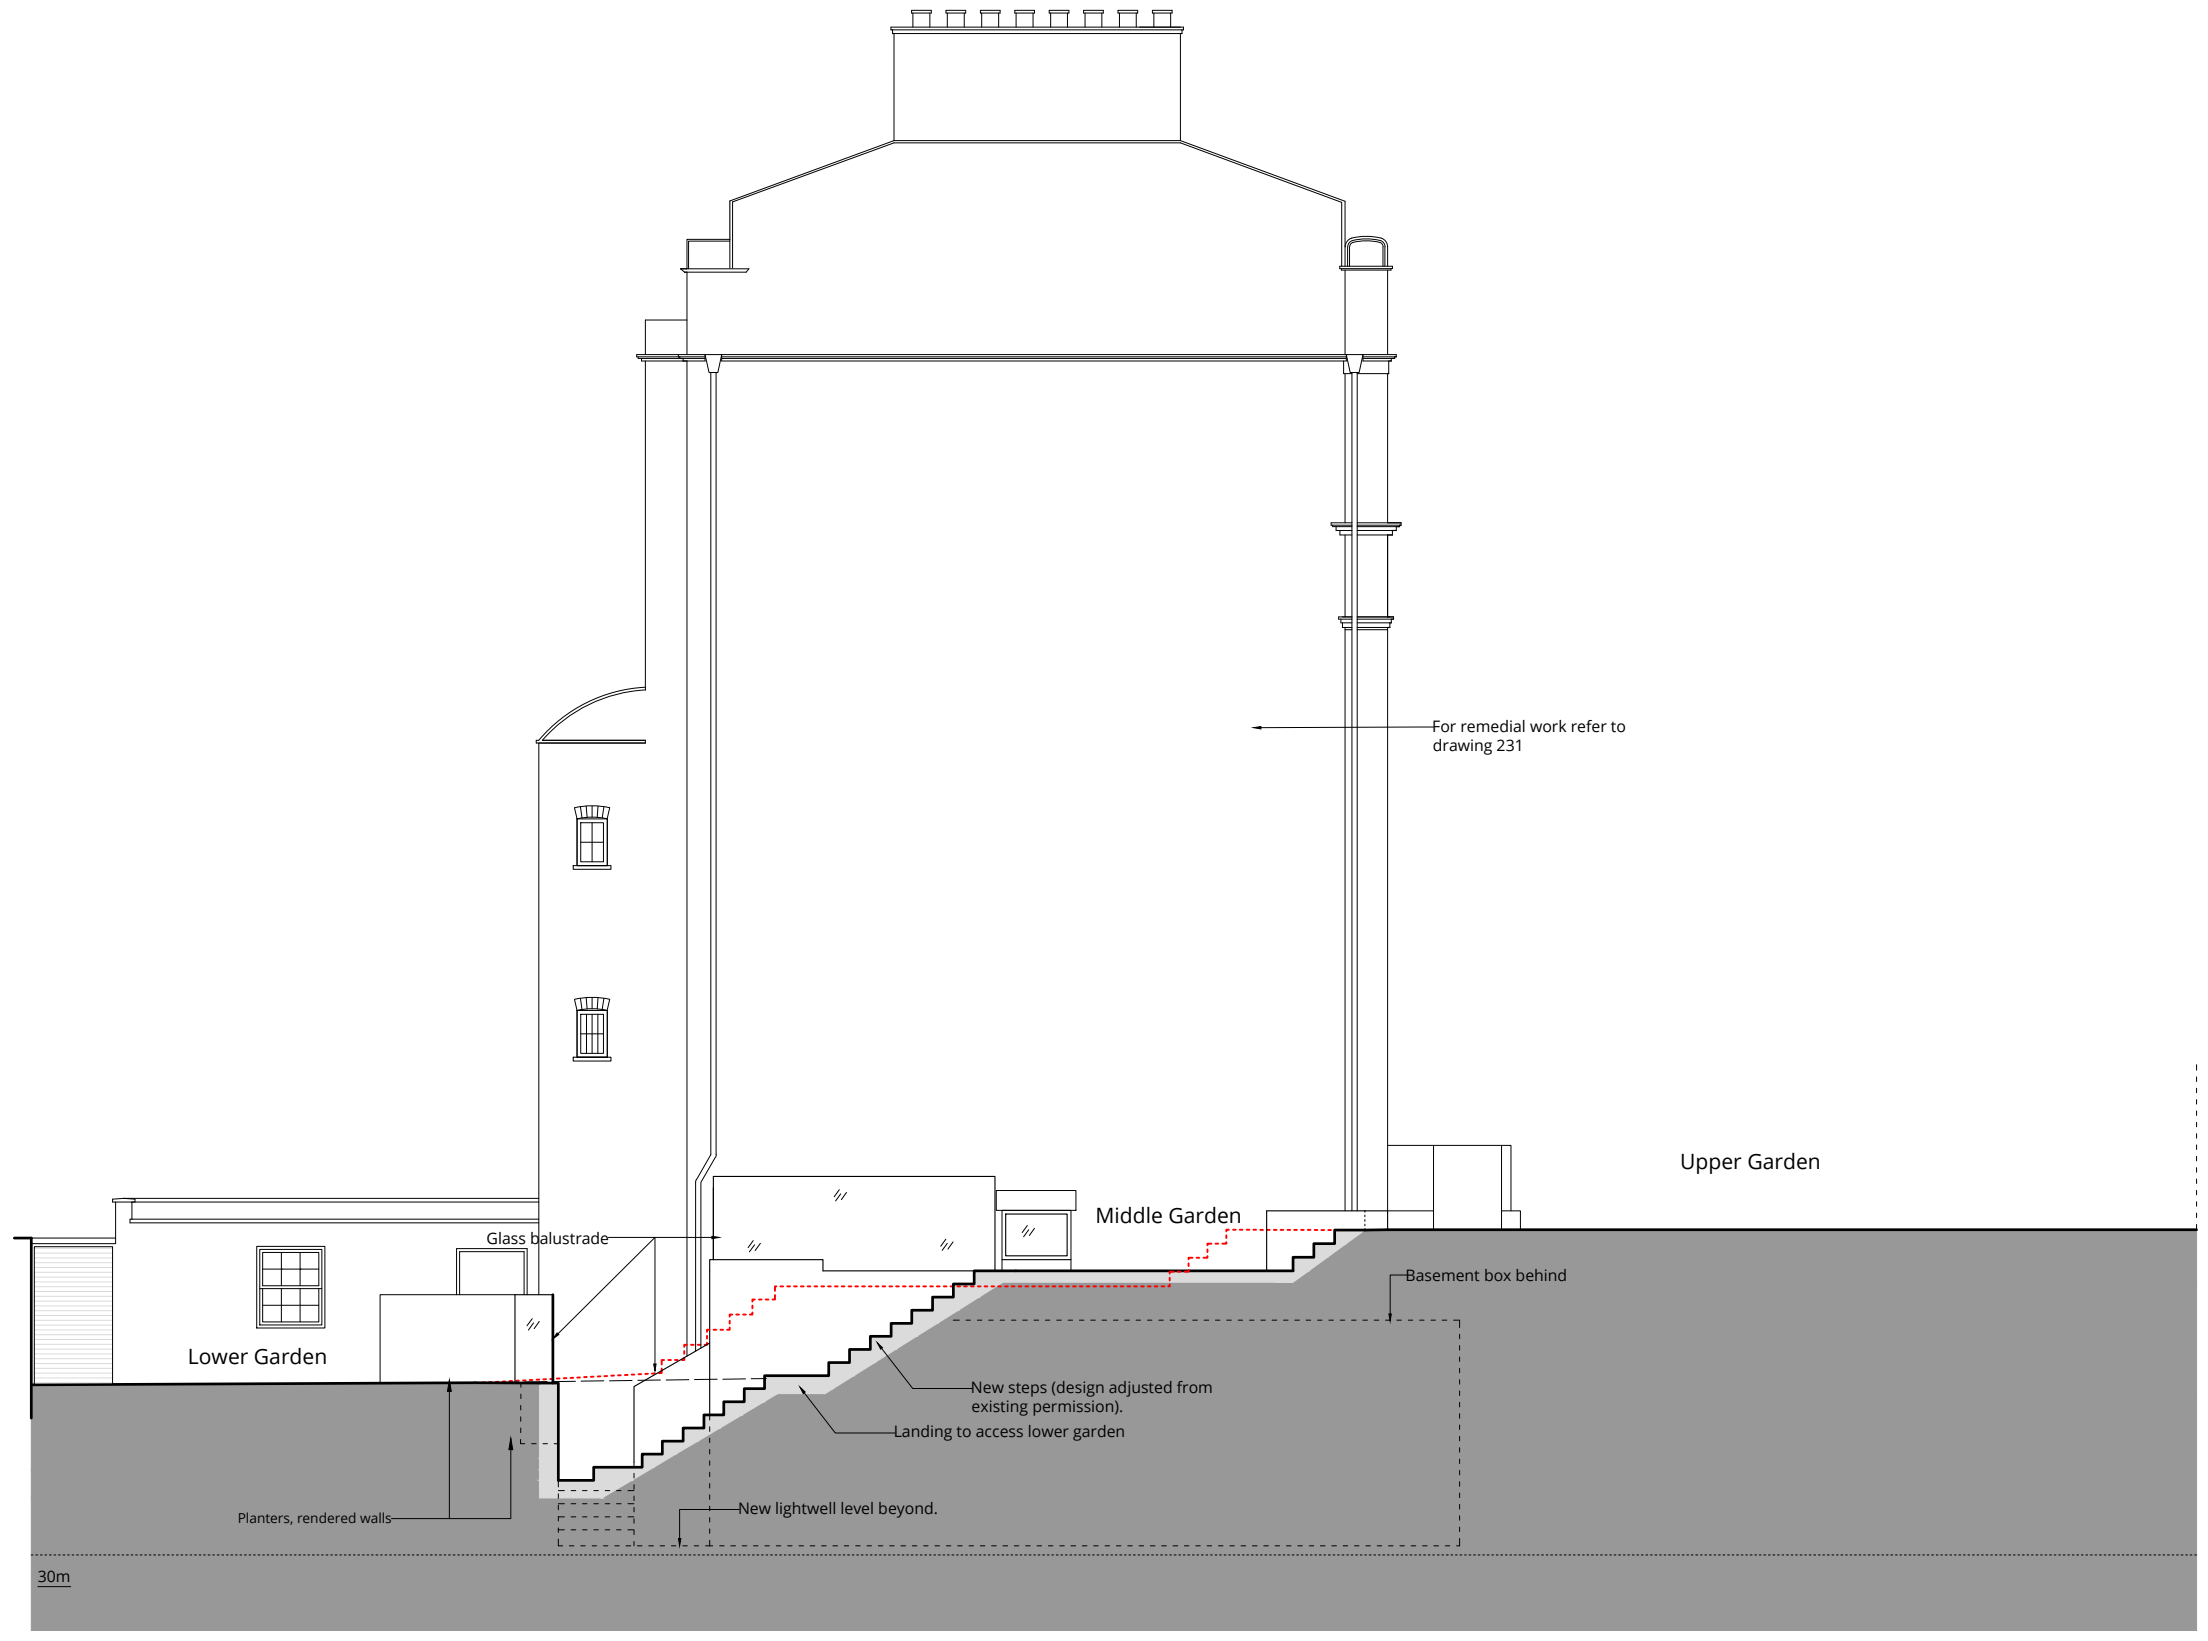 For remedial work refer to
drawing 231
Upper Garden
Middle Garden
Glass balustrade
Basement box behind
Lower Garden
New steps (design adjusted from
existing permission).
Landing to access lower garden
New lightwell level beyond.
Planters, rendered walls
30m